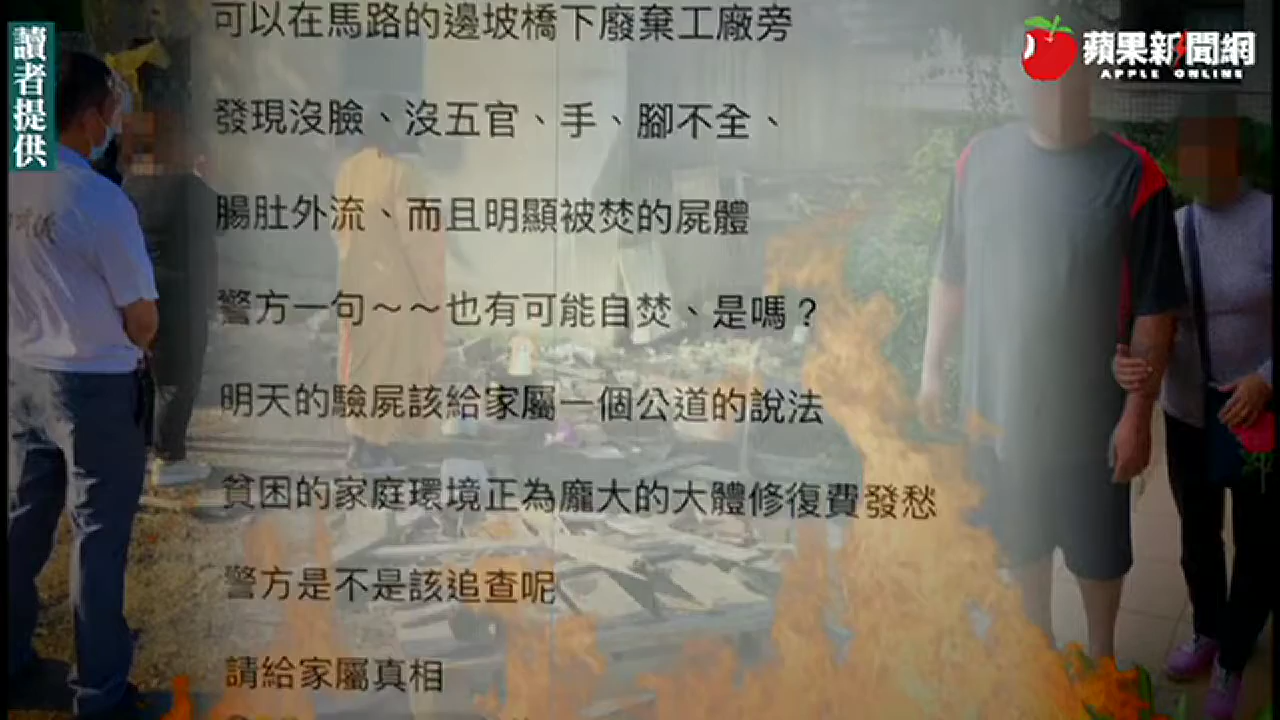 讀者提供
蘋果新聞網
APPLE ONLINE
可以在馬路的邊坡橋下廢棄工廠旁
發現沒臉、沒五官、手、腳不全、
腸肚外流、而且明顯被焚的屍體
警方一句～～也有可能自焚、是嗎？
明天的驗屍該給家屬一個公道的說法
貧困的家庭環境正為龐大的大體修復費發愁
警方是不是該追查呢
請給家屬真相